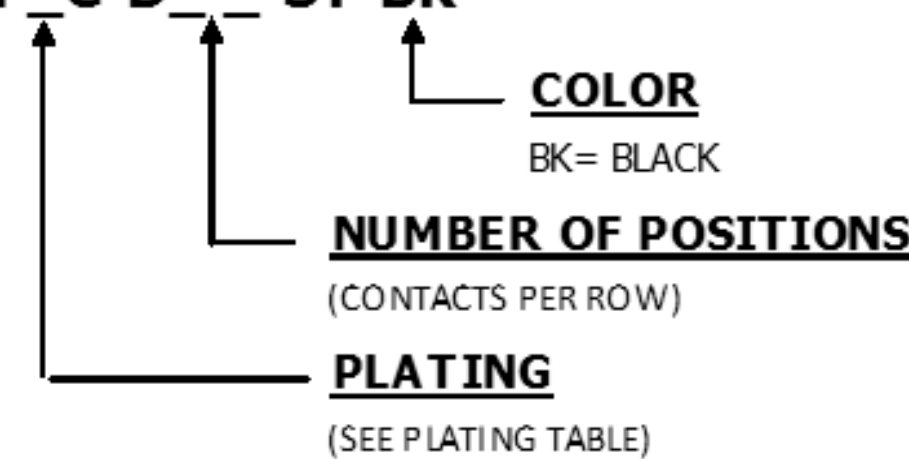 COLOR
BK= BLACK
NUMBER OF POSITIONS
(CONTACTS PER ROW)
PLATING
(SEE PLATING TABLE)